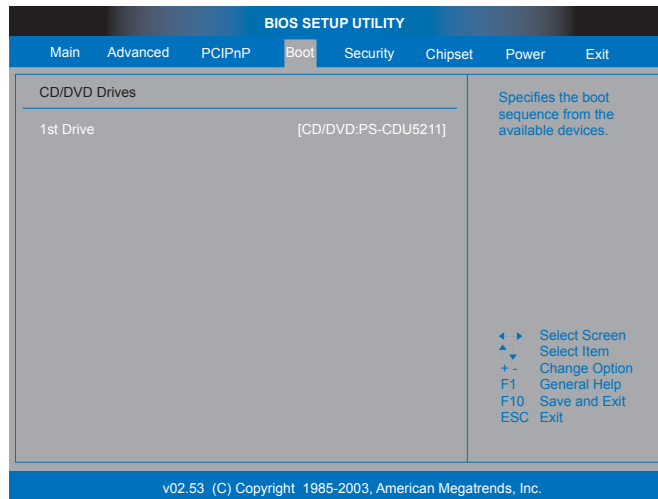 BIOS SETUP UTILITY
Main Advanced PCIPnP Boot Security Chipset Power Exit
CD/DVD Drives
1st Drive [CD/DVD:PS-CDU5211]
Specifies the boot
sequence from the
available devices.
Select Screen
Select Item
+ - Change Option
F1 General Help
F10 Save and Exit
ESC Exit
v02.53 (C) Copyright 1985-2003, American Megatrends, Inc.